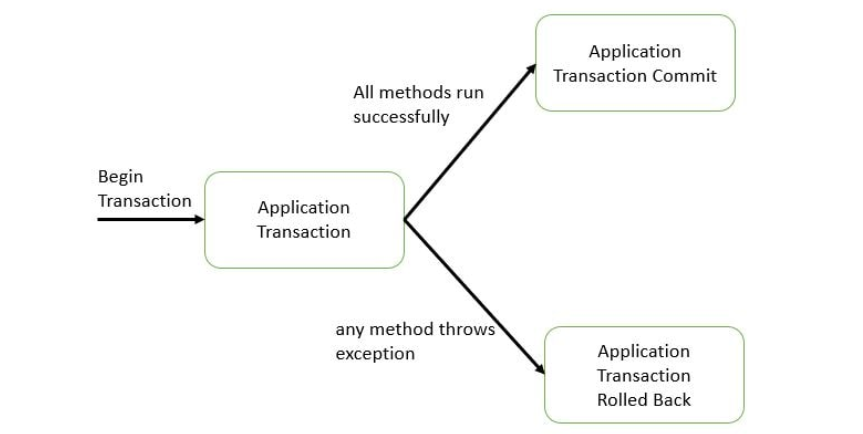 Application
Transaction Commit
All methods run
successfully
Begin
Transaction
Application
Transaction
any method throws
exception
Application
Transaction
Rolled Back